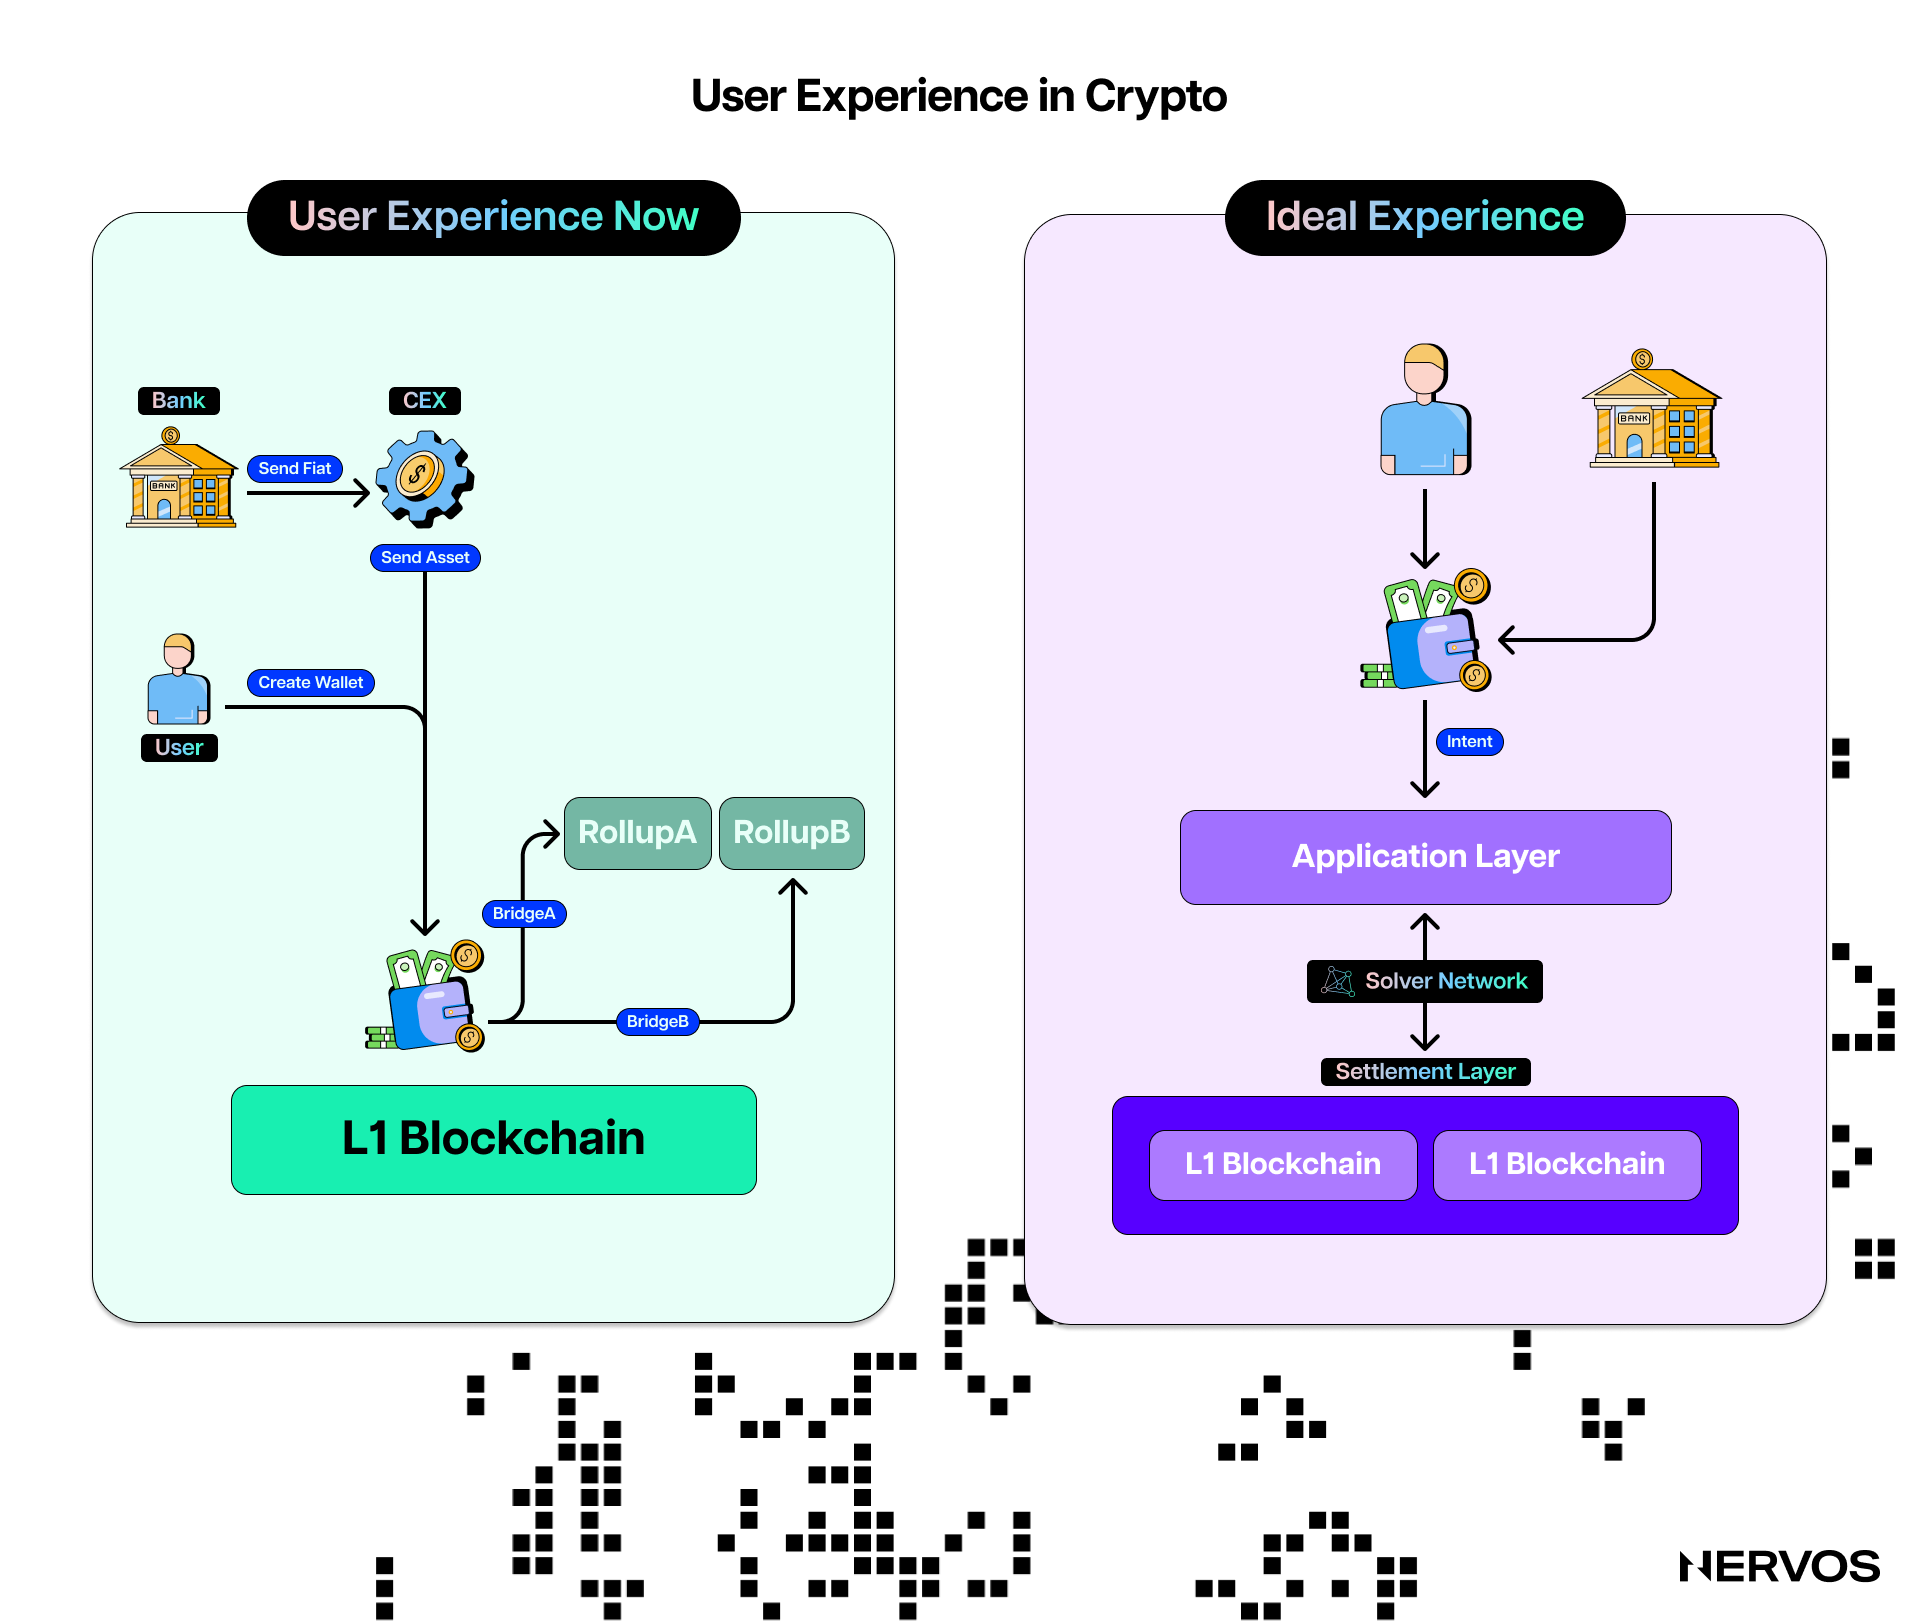 User Experience in Crypto
User Experience Now
Bank
CEX
BANK
Send Fiat
Send Asset
Create Wallet
User
RollupA
RollupB
BridgeA
BridgeB
L1 Blockchain
Ideal Experience
BANK
Intent
Application Layer
Solver Network
Settlement Layer
L1 Blockchain
L1 Blockchain
NERVOS